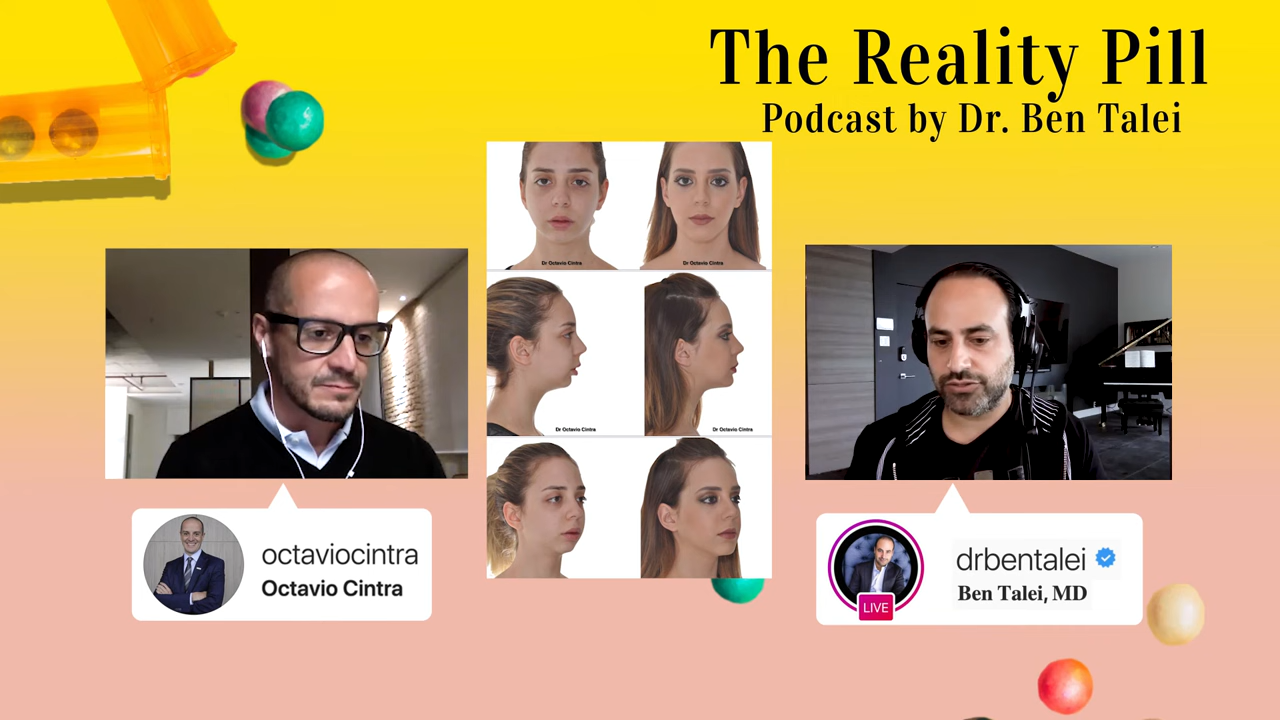 The Reality Pill
Podcast by Dr. Ben Talei
Dr Octavio Cintra
Dr Octavio Cintra
Dr Octavio Cintra
Dr Octavio Cintra
octaviocintra
Octavio Cintra
drbentalei
Ben Talei, MD
LIVE